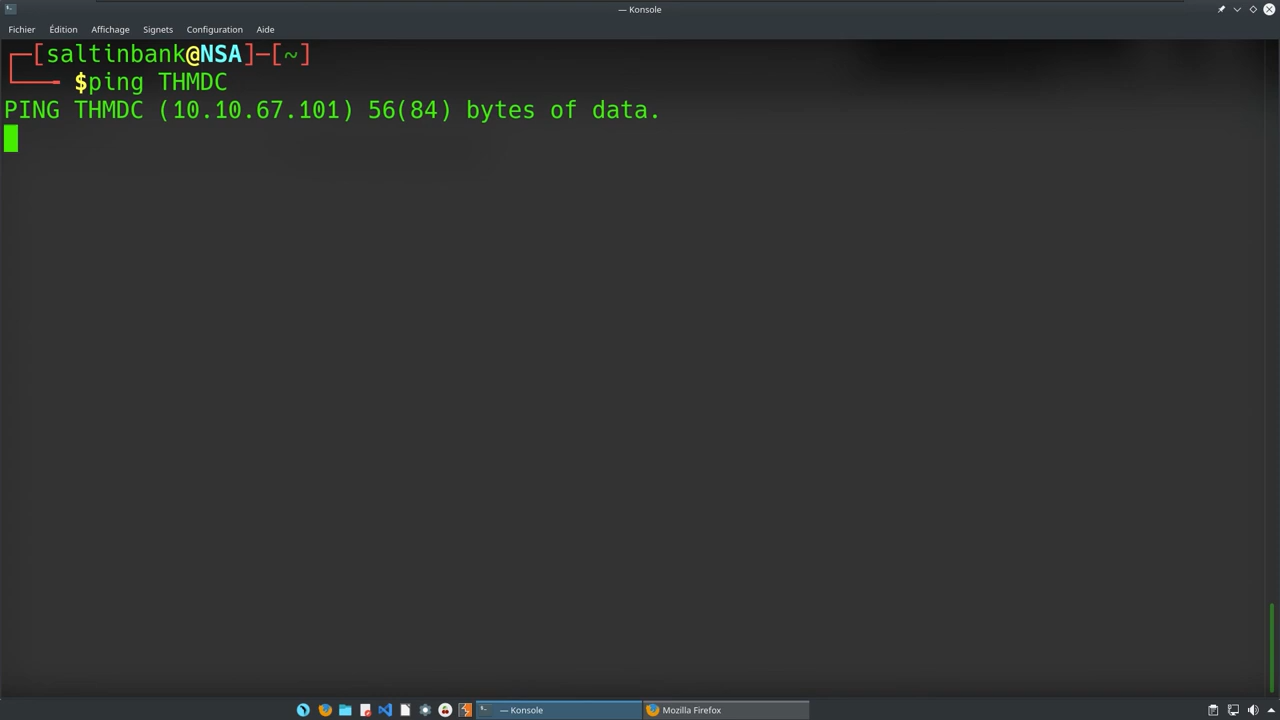 — Konsole
Fichier Édition Affichage Signets Configuration Aide
┌─[saltinbank@NSA]─[~]
└──╼ $ping THMDC
PING THMDC (10.10.67.101) 56(84) bytes of data.
— Konsole Mozilla Firefox